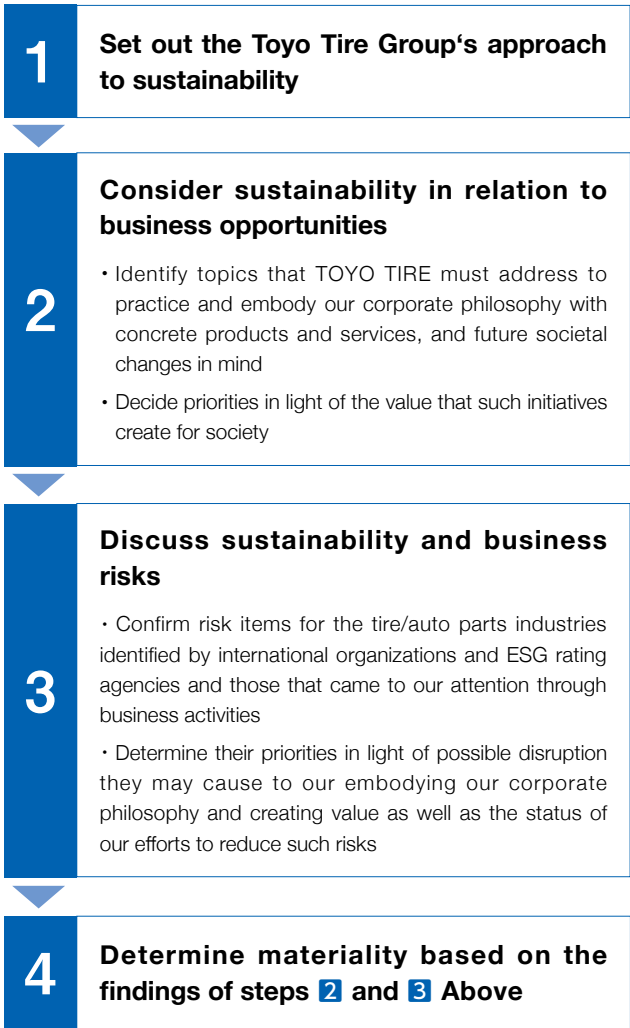 1
Set out the Toyo Tire Group‘s approach
to sustainability
2
Consider sustainability in relation to
business opportunities
・Identify topics that TOYO TIRE must address to
practice and embody our corporate philosophy with
concrete products and services, and future societal
changes in mind
・Decide priorities in light of the value that such initiatives
create for society
3
Discuss sustainability and business
risks
・Confirm risk items for the tire/auto parts industries
identified by international organizations and ESG rating
agencies and those that came to our attention through
business activities
・Determine their priorities in light of possible disruption
they may cause to our embodying our corporate
philosophy and creating value as well as the status of
our efforts to reduce such risks
4
Determine materiality based on the
findings of steps 2 and 3 Above